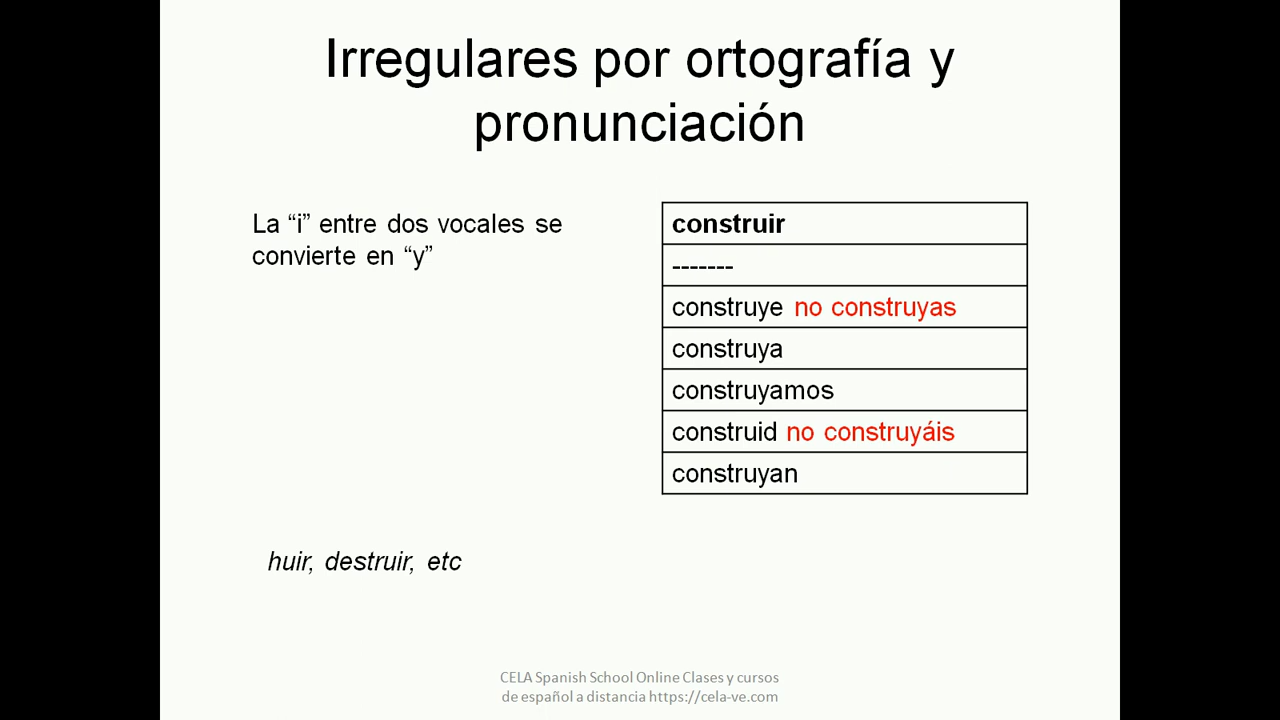 Irregulares por ortografía y
pronunciación
La “i” entre dos vocales se
convierte en “y”
construir
-------
construye no construyas
construya
construyamos
construid no construyáis
construyan
huir, destruir, etc
CELA Spanish School Online Clases y cursos
de español a distancia https://cela-ve.com